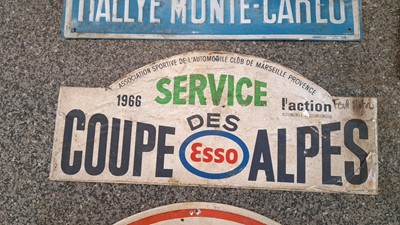 RALLYE MONTE-CARLO
ASSOCIATION SPORTIVE DE L'AUTOMOBILE CLUB DE MARSEILLE PROVENCE
1966
SERVICE
l'action
DES
COUPE Esso ALPES